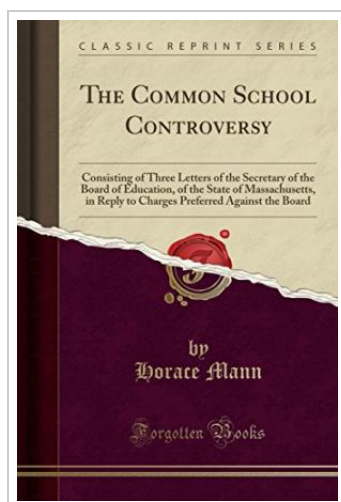 CLASSIC REPRINT SERIES
THE COMMON SCHOOL
CONTROVERSY
Consisting of Three Letters of the Secretary of the
Board of Education, of the State of Massachusetts,
in Reply to Charges Preferred Against the Board
by
Horace Mann
Forgotten Books